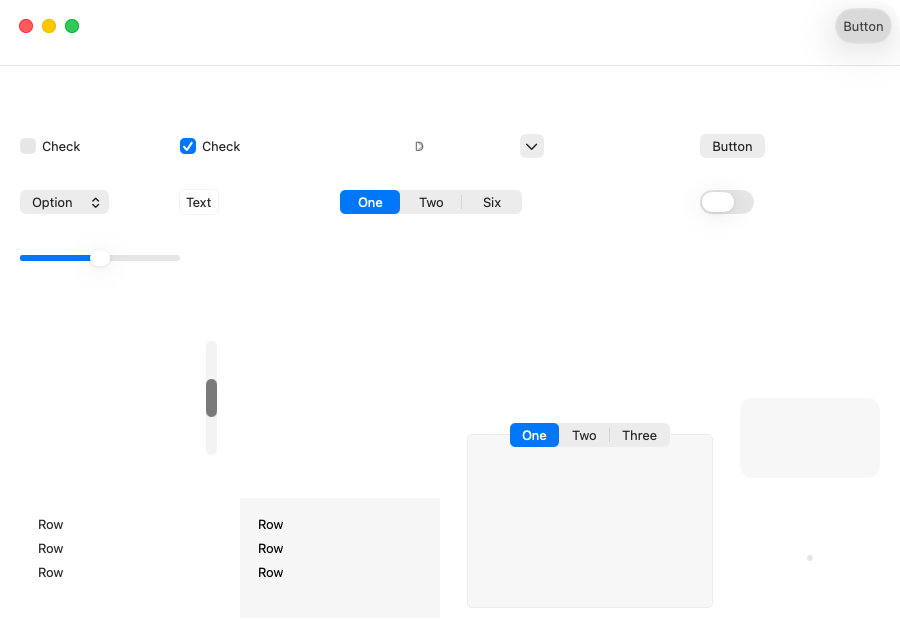 Button
Check
Check
Button
Option
Text
One
Two
Six
One
Two
Three
Row
Row
Row
Row
Row
Row